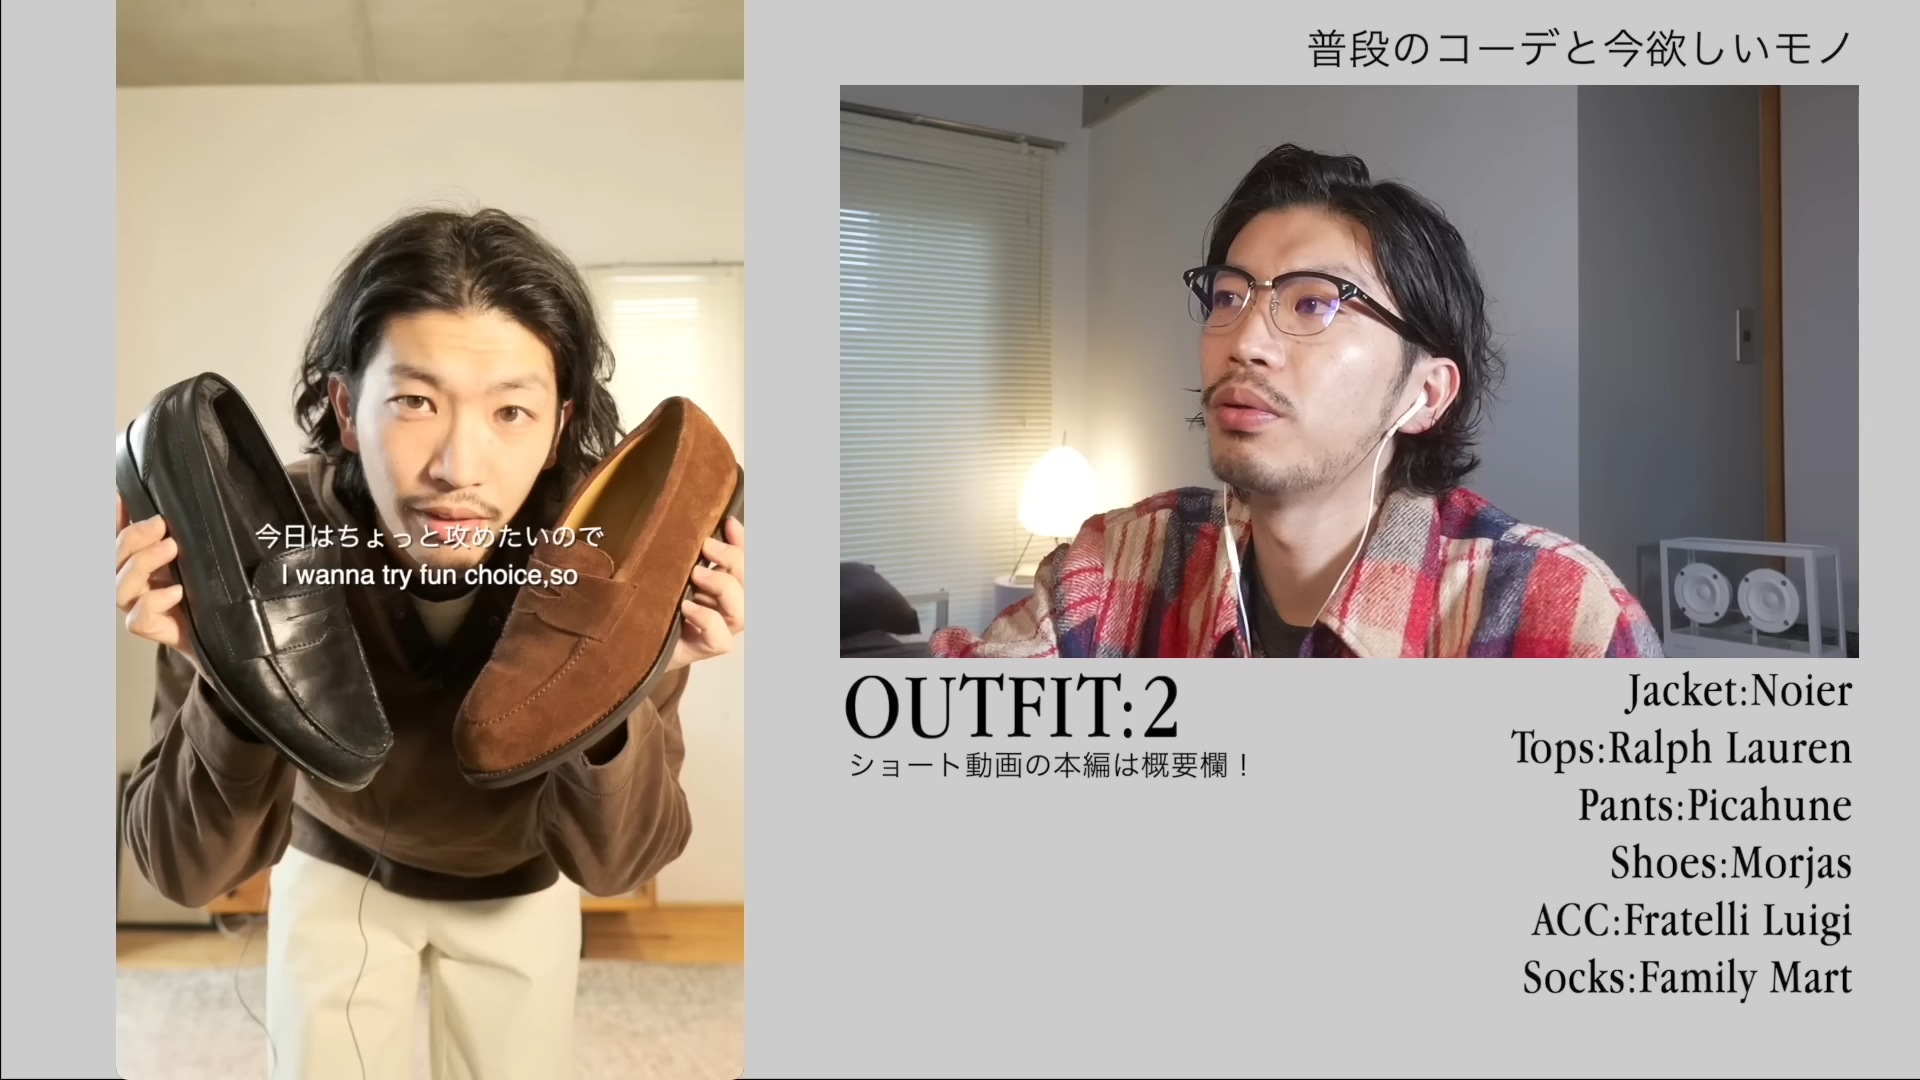 普段のコーデと今欲しいモノ
今日はちょっと攻めたいので
I wanna try fun choice,so
OUTFIT:2
ショート動画の本編は概要欄！
Jacket:Noier
Tops:Ralph Lauren
Pants:Picahune
Shoes:Morjas
ACC:Fratelli Luigi
Socks:Family Mart